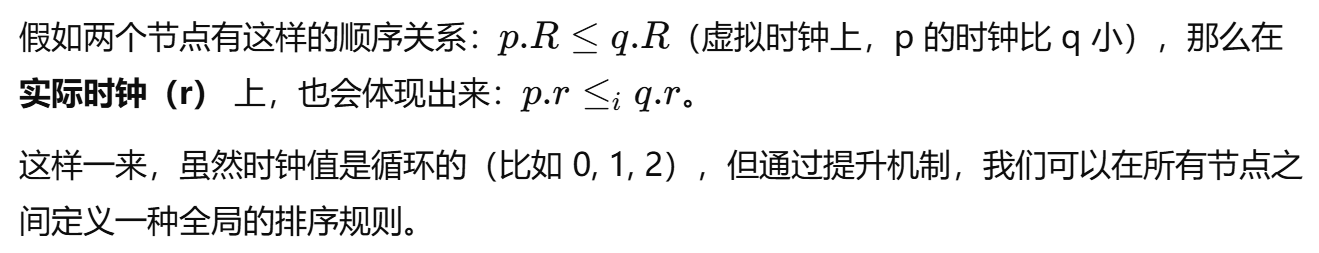 假如两个节点有这样的顺序关系：p.R ≤ q.R（虚拟时钟上，p 的时钟比 q 小），那么在
实际时钟（r） 上，也会体现出来：p.r ≤ᵢ q.r。
这样一来，虽然时钟值是循环的（比如 0, 1, 2），但通过提升机制，我们可以在所有节点之
间定义一种全局的排序规则。